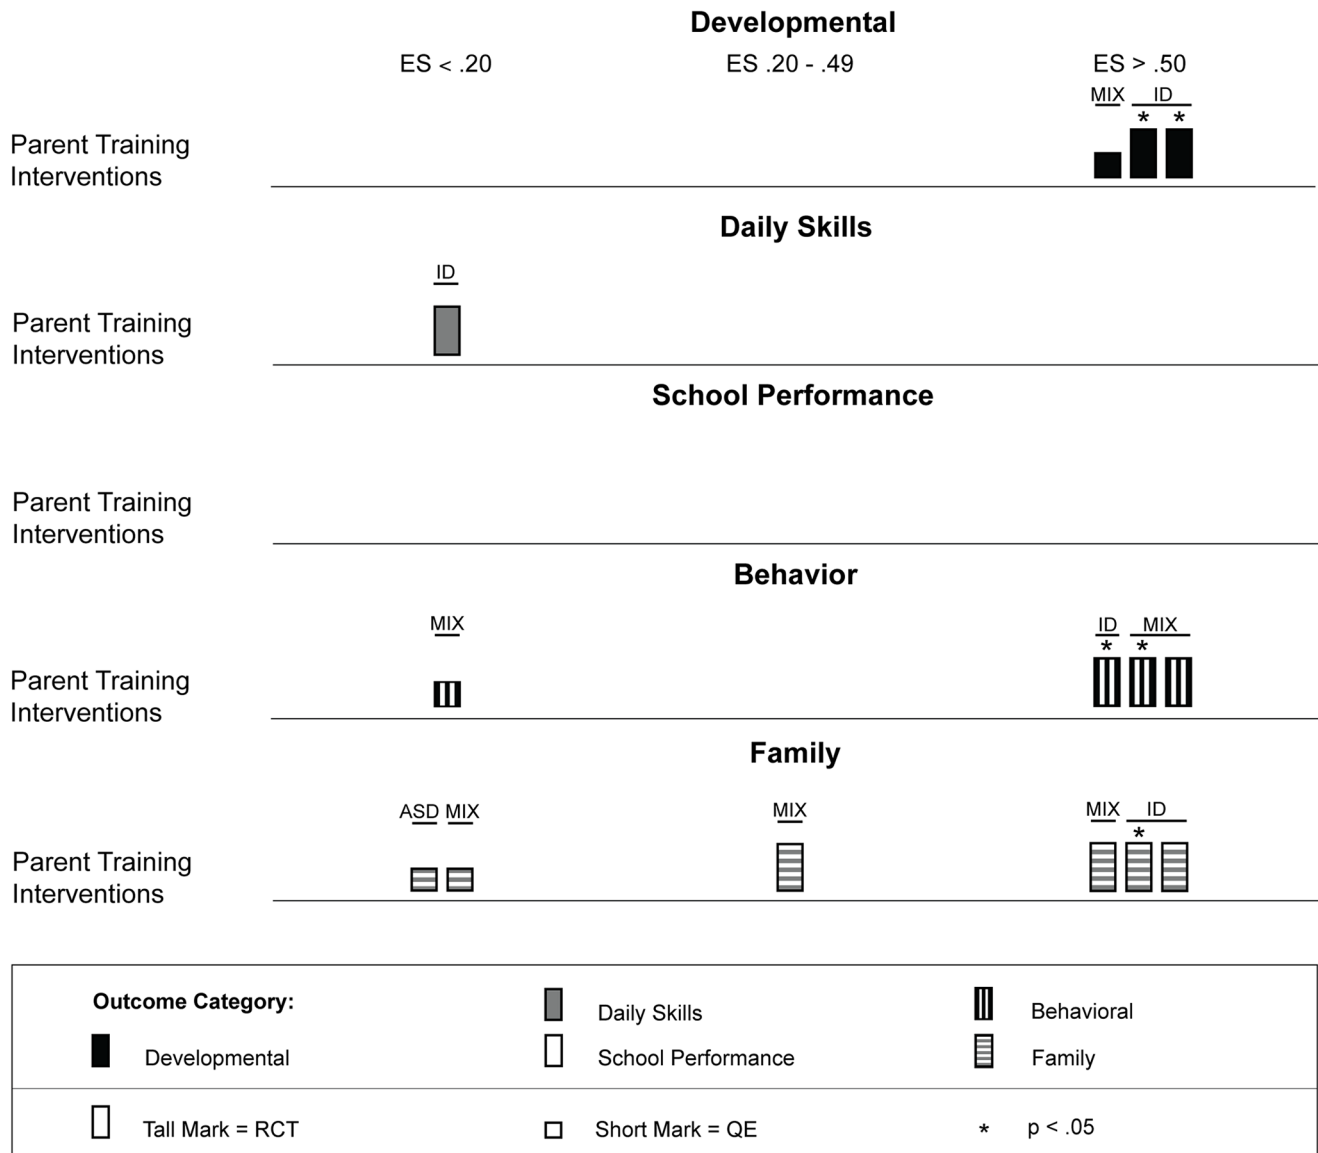 Developmental
ES < .20 ES .20 - .49 ES > .50
MIX ID
* *
Parent Training
Interventions
Daily Skills
ID
Parent Training
Interventions
School Performance
Parent Training
Interventions
Behavior
MIX ID MIX
* *
Parent Training
Interventions
Family
ASD MIX MIX MIX ID
*
Parent Training
Interventions
Outcome Category: Daily Skills Behavioral
Developmental School Performance Family
Tall Mark = RCT Short Mark = QE * p < .05